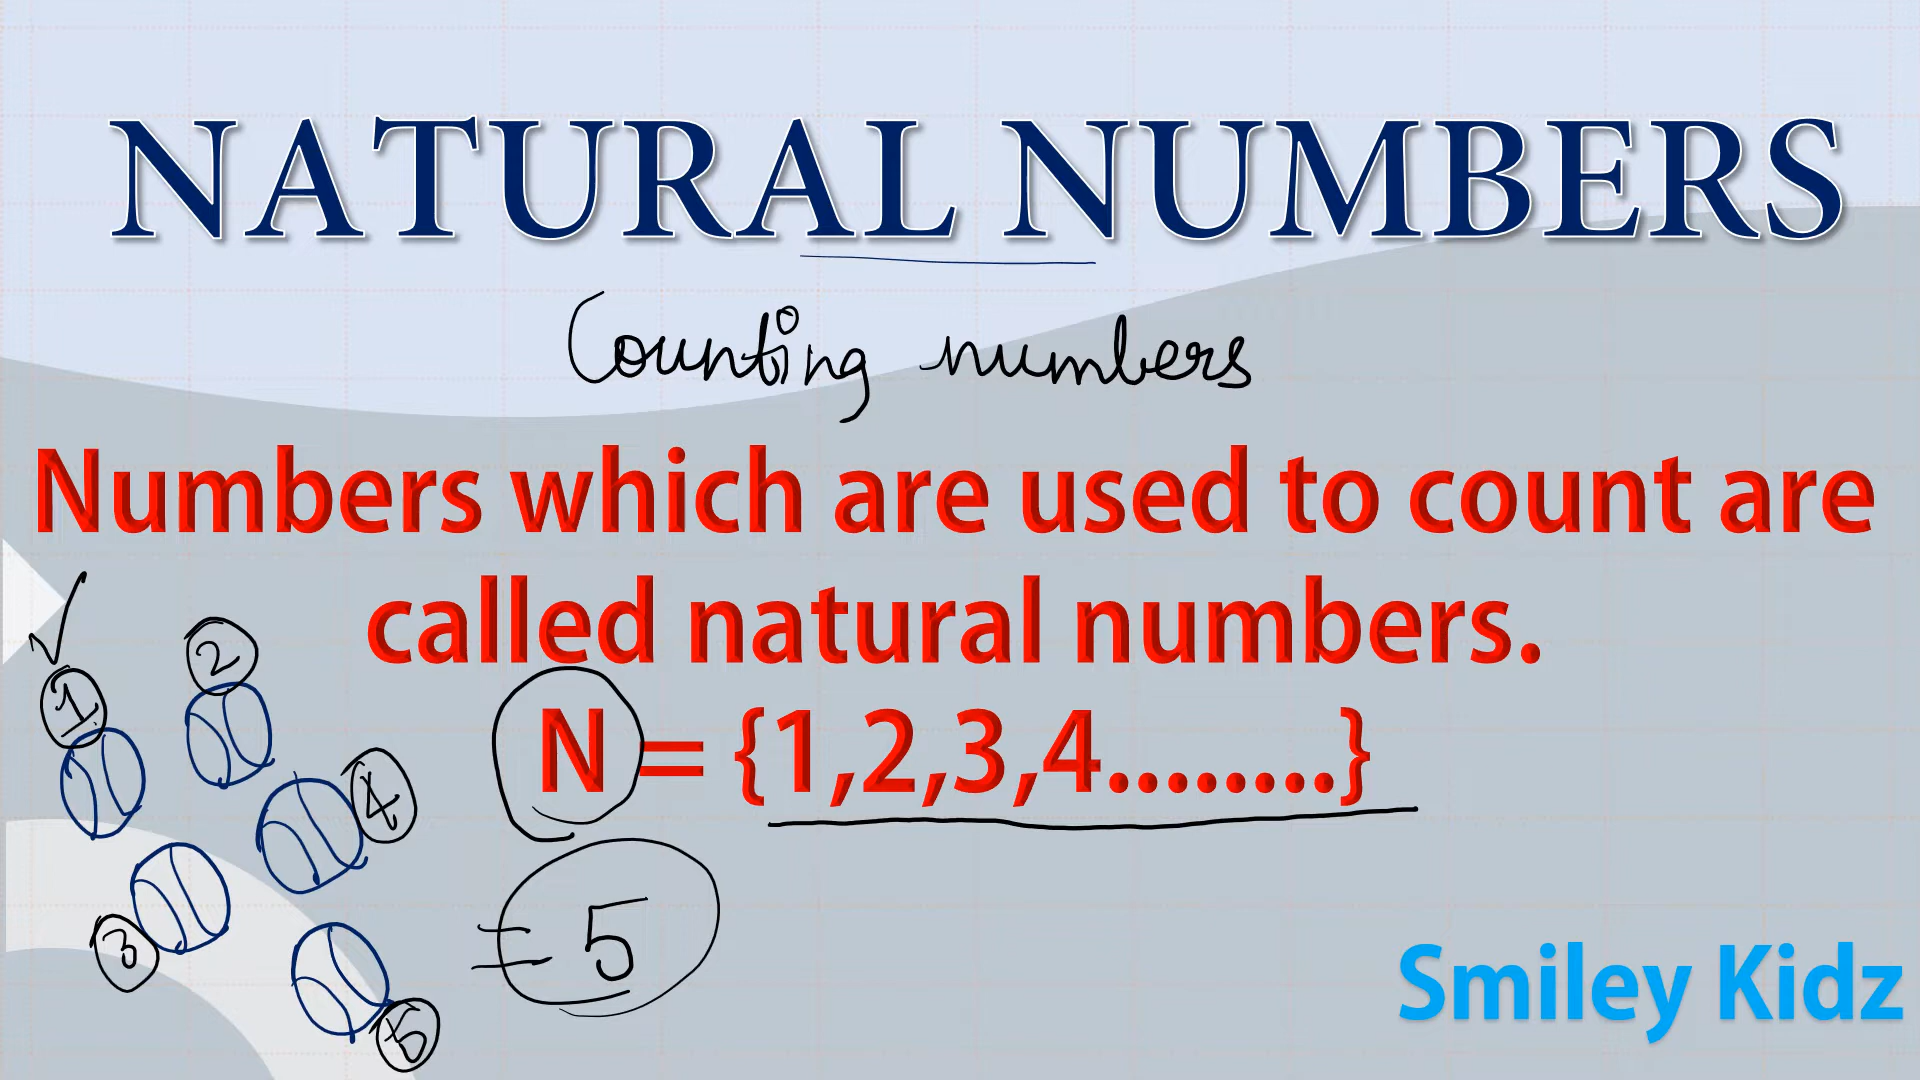 NATURAL NUMBERS
Counting numbers
Numbers which are used to count are
called natural numbers.
N = {1,2,3,4........}
1
2
4
3
5
= 5
Smiley Kidz